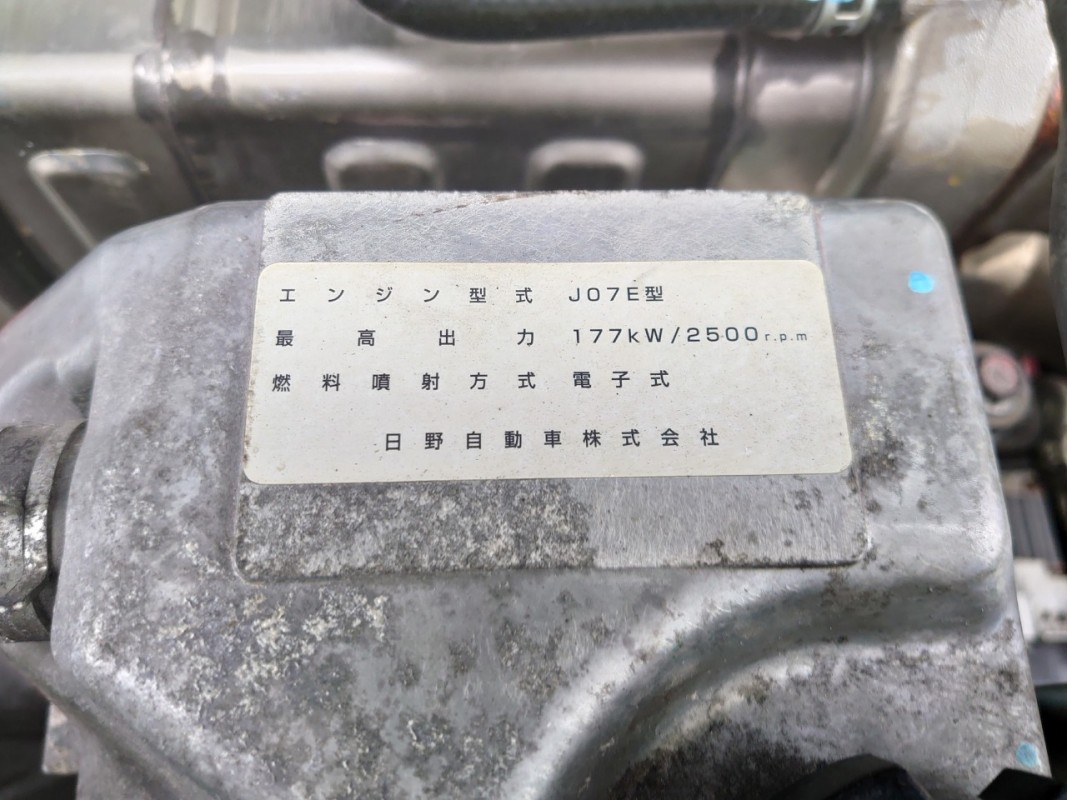 エンジン型式 J07E型
最高出力 177kW/2500r.p.m
燃料噴射方式 電子式
日野自動車株式会社